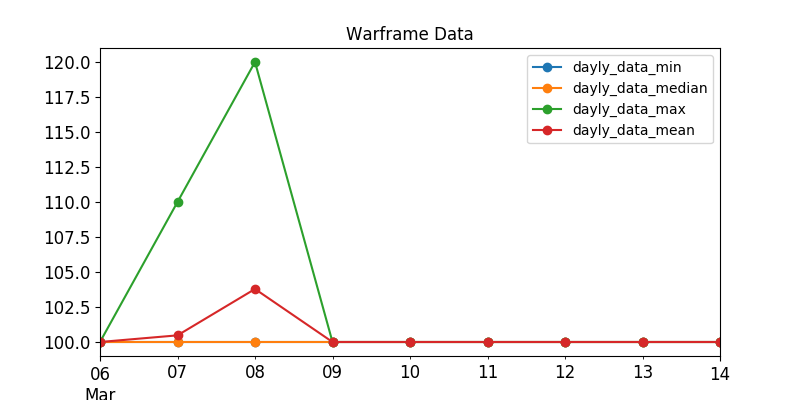 Warframe Data
dayly_data_min
dayly_data_median
dayly_data_max
dayly_data_mean
120.0
117.5
115.0
112.5
110.0
107.5
105.0
102.5
100.0
06 07 08 09 10 11 12 13 14
Mar